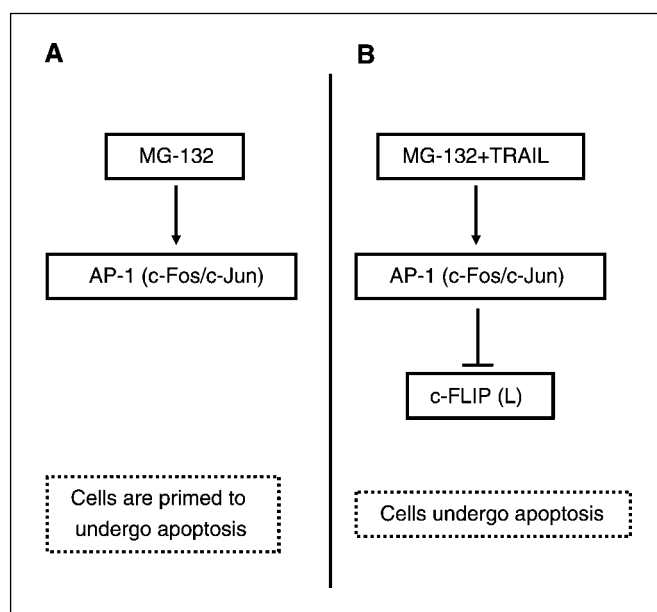 A
MG-132
AP-1 (c-Fos/c-Jun)
Cells are primed to
undergo apoptosis
B
MG-132+TRAIL
AP-1 (c-Fos/c-Jun)
c-FLIP (L)
Cells undergo apoptosis